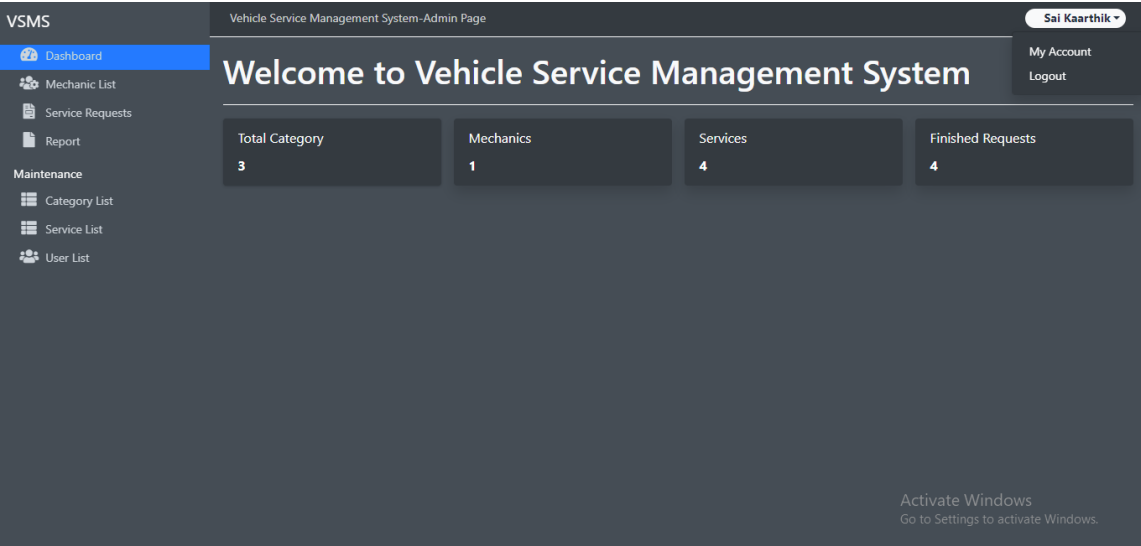 VSMS
Dashboard
Mechanic List
Service Requests
Report
Maintenance
Category List
Service List
User List
Vehicle Service Management System-Admin Page
Sai Kaarthik
My Account
Logout
Welcome to Vehicle Service Management System
Total Category
3
Mechanics
1
Services
4
Finished Requests
4
Activate Windows
Go to Settings to activate Windows.